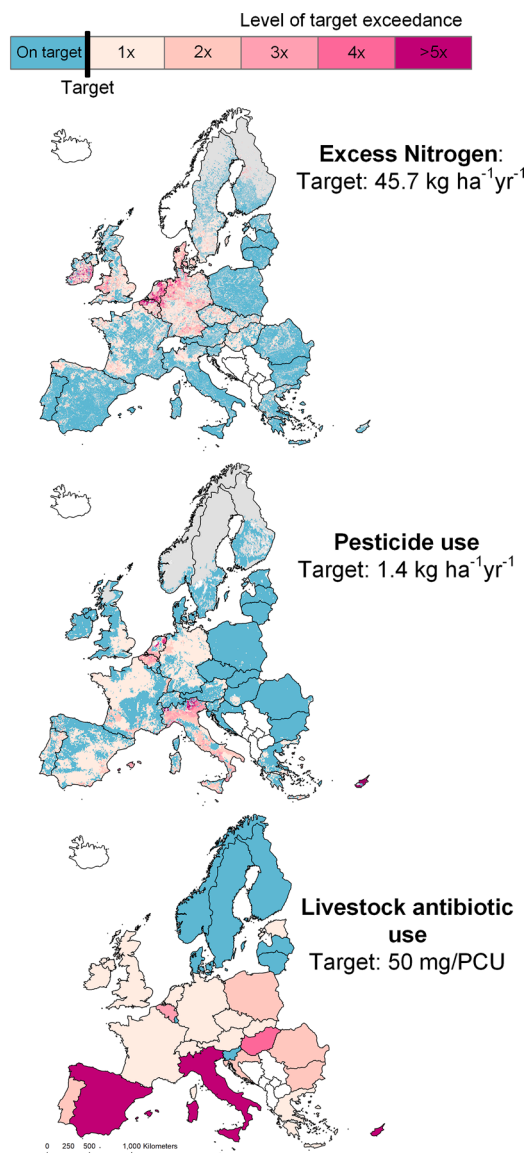 Level of target exceedance
On target 1x 2x 3x 4x >5x
Target
Excess Nitrogen:
Target: 45.7 kg ha⁻¹yr⁻¹
Pesticide use
Target: 1.4 kg ha⁻¹yr⁻¹
Livestock antibiotic
use
Target: 50 mg/PCU
0 250 500 1,000 Kilometers